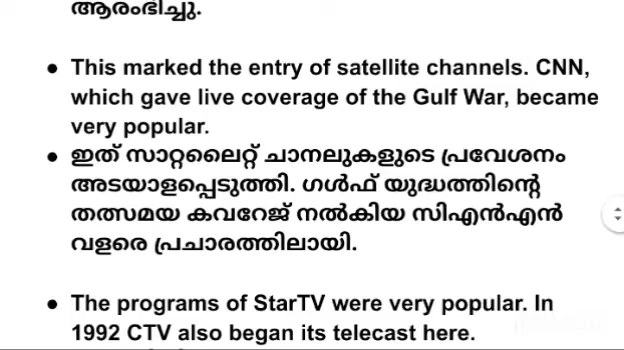 ആരംഭിച്ചു.
● This marked the entry of satellite channels. CNN,
which gave live coverage of the Gulf War, became
very popular.
● ഇത് സാറ്റലൈറ്റ് ചാനലുകളുടെ പ്രവേശനം
അടയാളപ്പെടുത്തി. ഗൾഫ് യുദ്ധത്തിന്റെ
തത്സമയ കവറേജ് നൽകിയ സിഎൻഎൻ
വളരെ പ്രചാരത്തിലായി.
● The programs of StarTV were very popular. In
1992 CTV also began its telecast here.